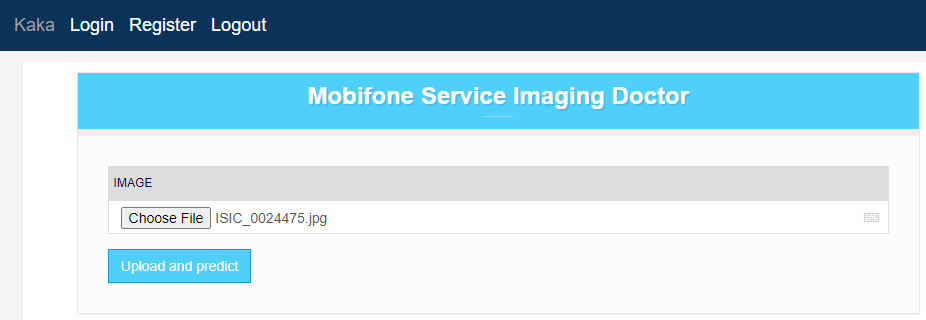 Kaka Login Register Logout
Mobifone Service Imaging Doctor
IMAGE
Choose File ISIC_0024475.jpg
Upload and predict